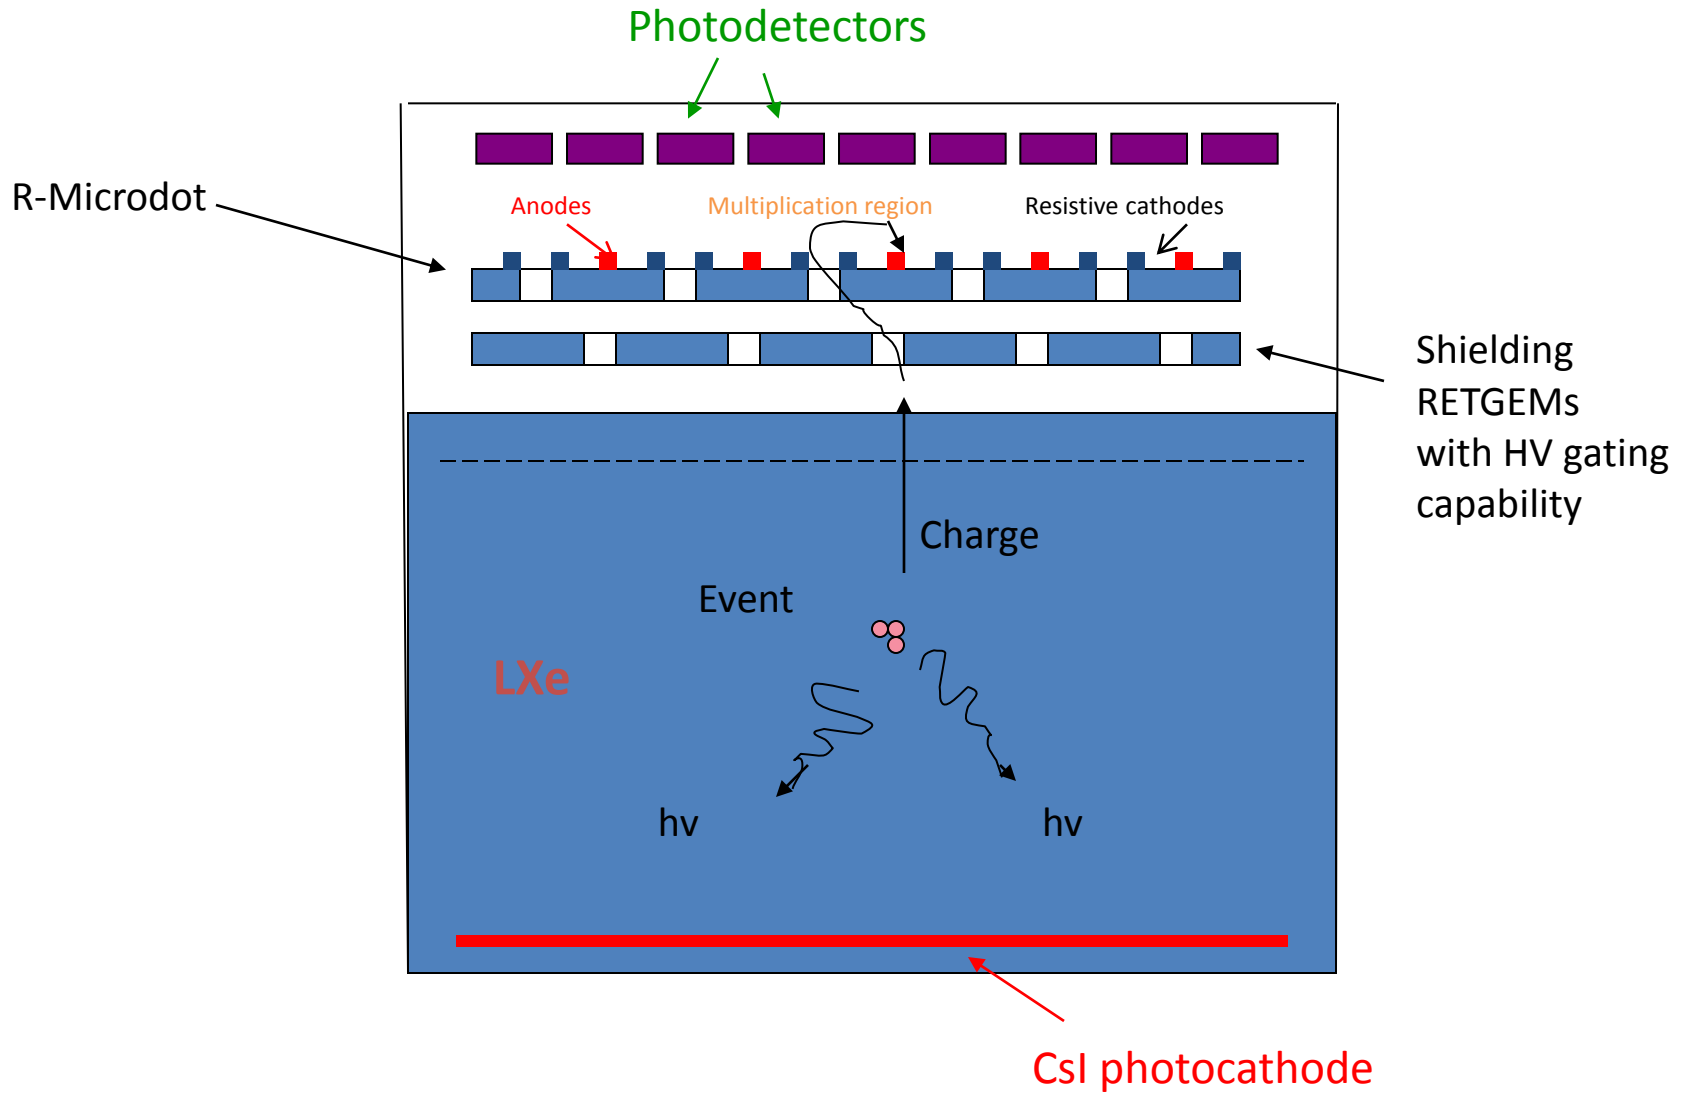 Photodetectors
R-Microdot
Anodes
Multiplication region
Resistive cathodes
Shielding
RETGEMs
with HV gating
capability
Charge
Event
LXe
hv
hv
CsI photocathode